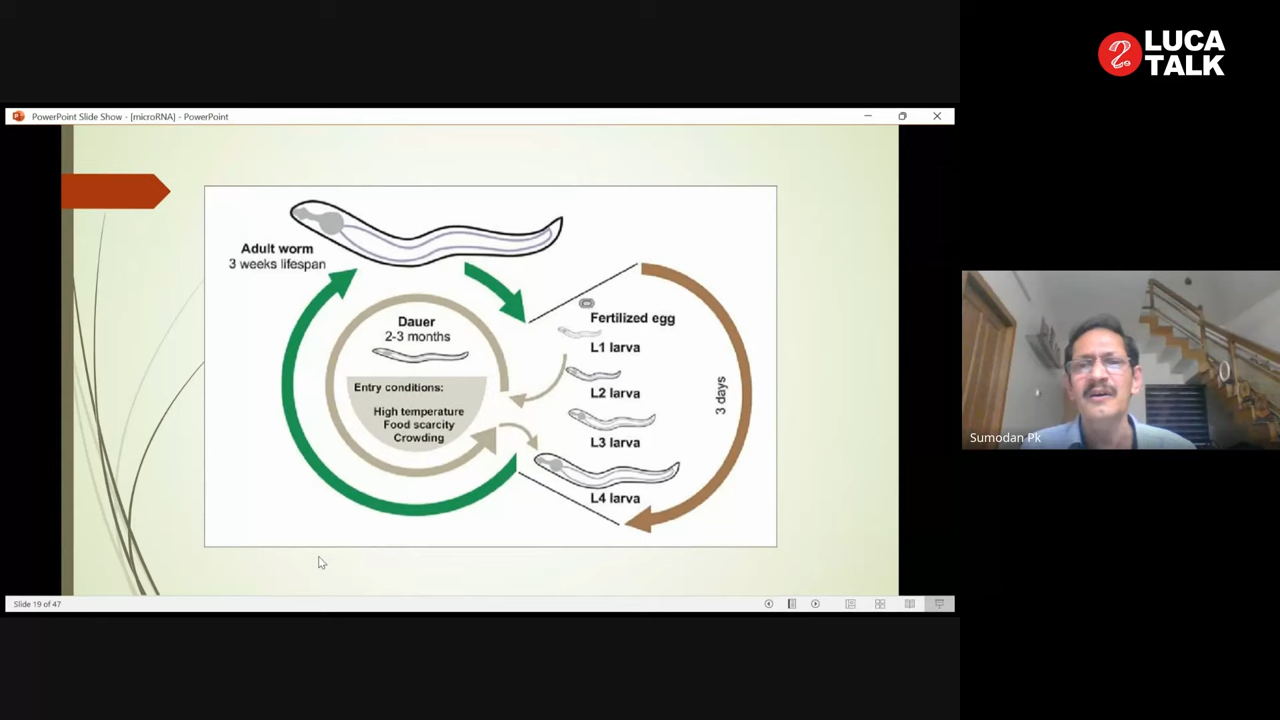 LUCA
TALK
PowerPoint Slide Show - [microRNA] - PowerPoint
Adult worm
3 weeks lifespan
Dauer
2-3 months
Entry conditions:
High temperature
Food scarcity
Crowding
Fertilized egg
L1 larva
L2 larva
L3 larva
L4 larva
3 days
Sumodan Pk
Slide 19 of 47